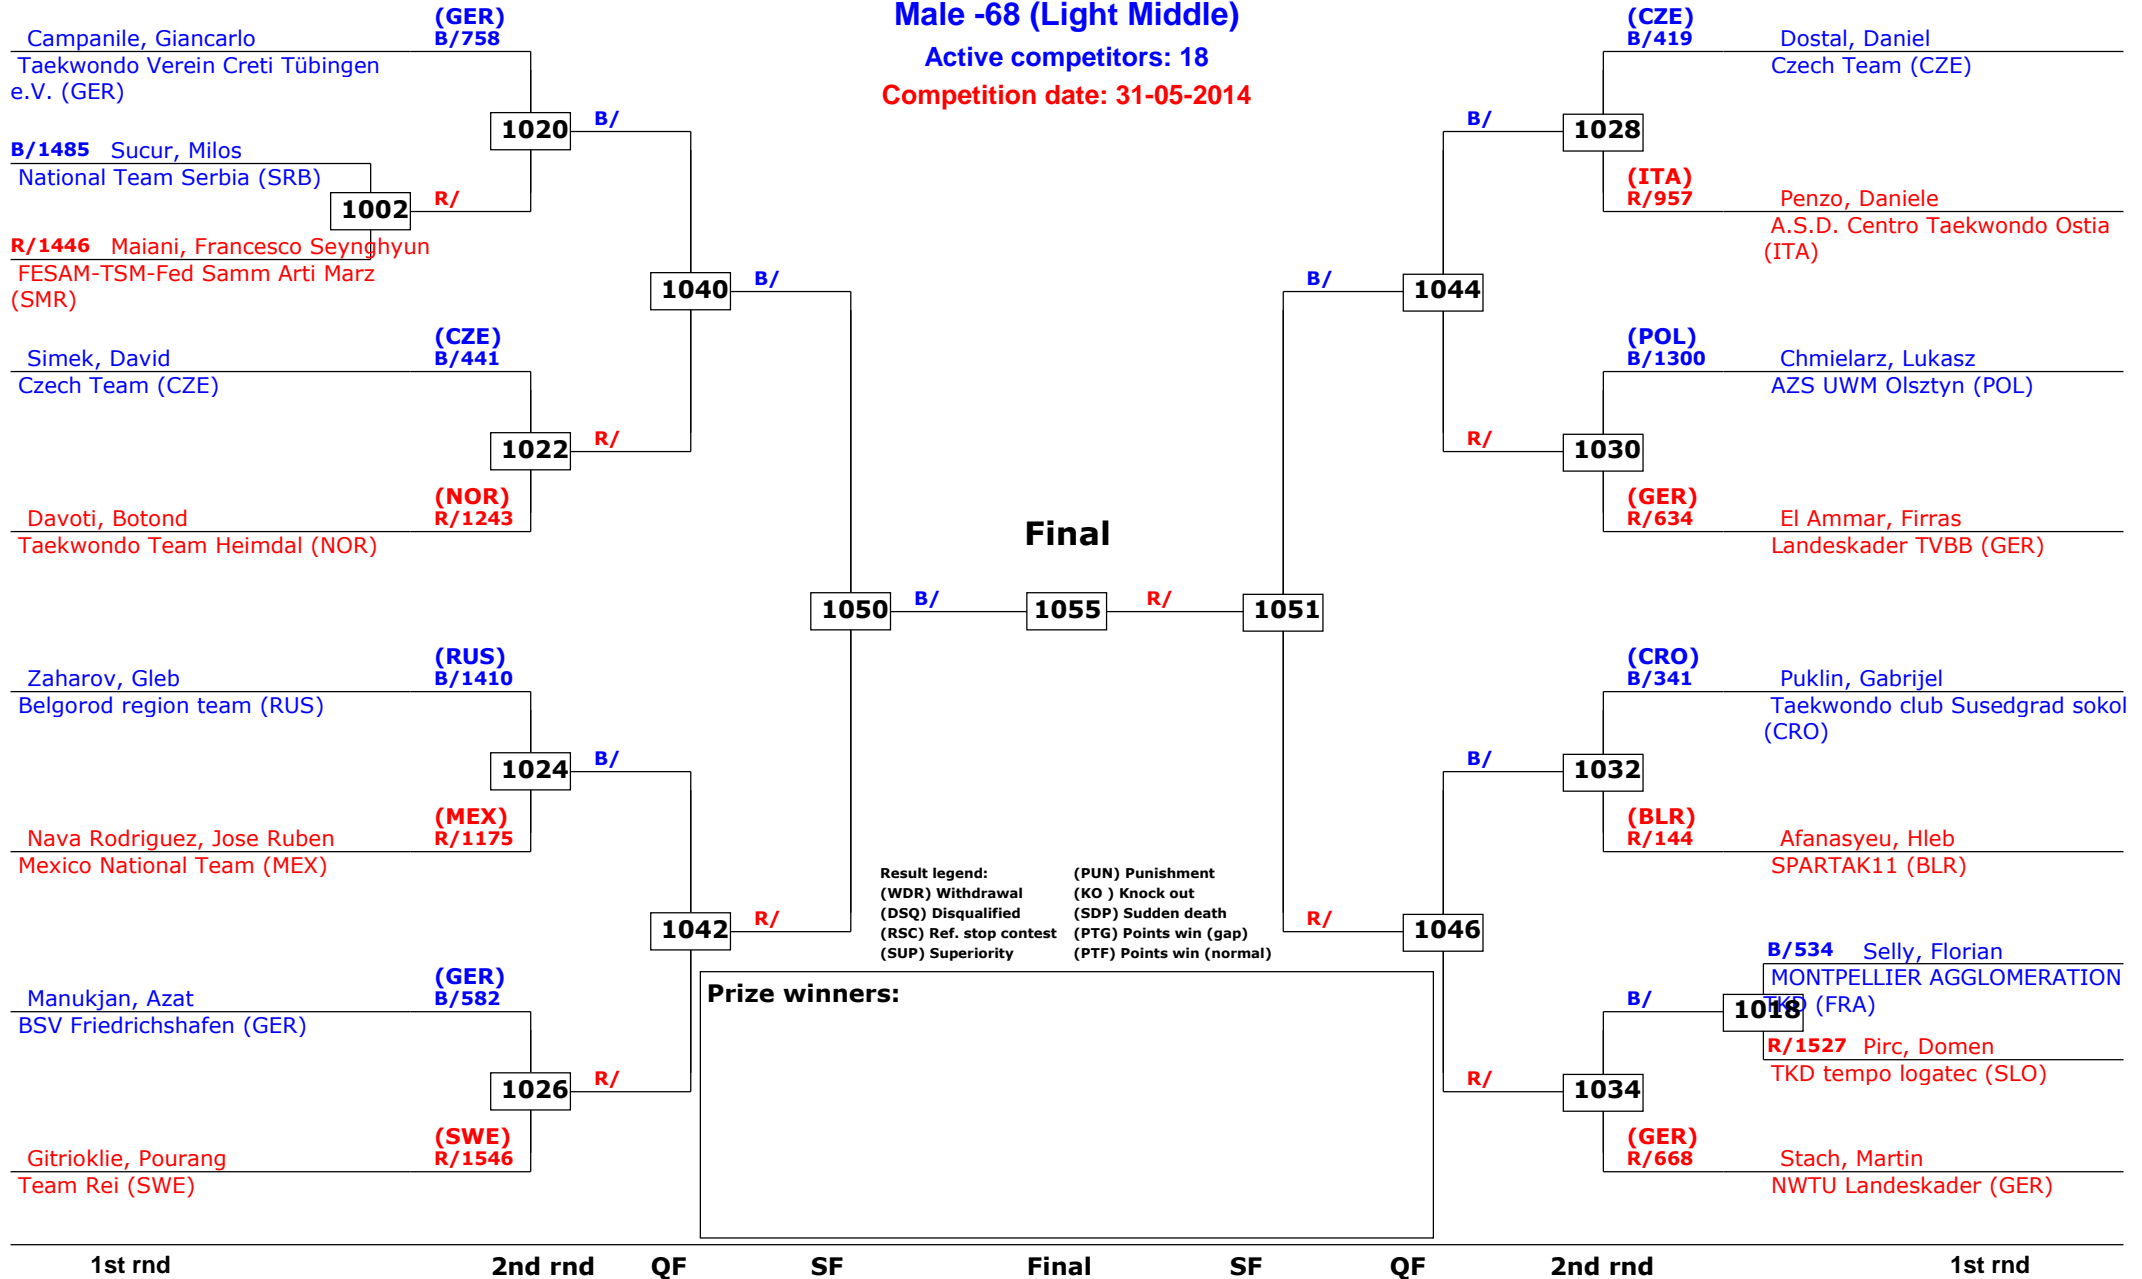 Male -68 (Light Middle)
Active competitors: 18
Competition date: 31-05-2014
(GER)
Campanile, Giancarlo B/758
Taekwondo Verein Creti Tübingen
e.V. (GER)
1020 B/
B/1485 Sucur, Milos
National Team Serbia (SRB)
1002 R/
R/1446 Maiani, Francesco Seynghyun
FESAM-TSM-Fed Samm Arti Marz
(SMR)
1040 B/
(CZE)
Simek, David B/441
Czech Team (CZE)
1022 R/
(NOR)
Davoti, Botond R/1243
Taekwondo Team Heimdal (NOR)
1050 B/
(RUS)
Zaharov, Gleb B/1410
Belgorod region team (RUS)
1024 B/
(MEX)
Nava Rodriguez, Jose Ruben R/1175
Mexico National Team (MEX)
1042 R/
(GER)
Manukjan, Azat B/582
BSV Friedrichshafen (GER)
1026 R/
(SWE)
Gitrioklie, Pourang R/1546
Team Rei (SWE)
Final
1055 R/
(CZE)
B/419 Dostal, Daniel
Czech Team (CZE)
B/ 1028
(ITA)
R/957 Penzo, Daniele
A.S.D. Centro Taekwondo Ostia
(ITA)
B/ 1044
(POL)
B/1300 Chmielarz, Lukasz
AZS UWM Olsztyn (POL)
R/ 1030
(GER)
R/634 El Ammar, Firras
Landeskader TVBB (GER)
1051
(CRO)
B/341 Puklin, Gabrijel
Taekwondo club Susedgrad sokol
(CRO)
B/ 1032
(BLR)
R/144 Afanasyeu, Hleb
SPARTAK11 (BLR)
R/ 1046
B/534 Selly, Florian
MONTPELLIER AGGLOMERATION
TKD (FRA)
B/ 1018
R/1527 Pirc, Domen
TKD tempo logatec (SLO)
R/ 1034
(GER)
R/668 Stach, Martin
NWTU Landeskader (GER)
Result legend: (PUN) Punishment
(WDR) Withdrawal (KO ) Knock out
(DSQ) Disqualified (SDP) Sudden death
(RSC) Ref. stop contest (PTG) Points win (gap)
(SUP) Superiority (PTF) Points win (normal)
Prize winners:
1st rnd 2nd rnd QF SF Final SF QF 2nd rnd 1st rnd